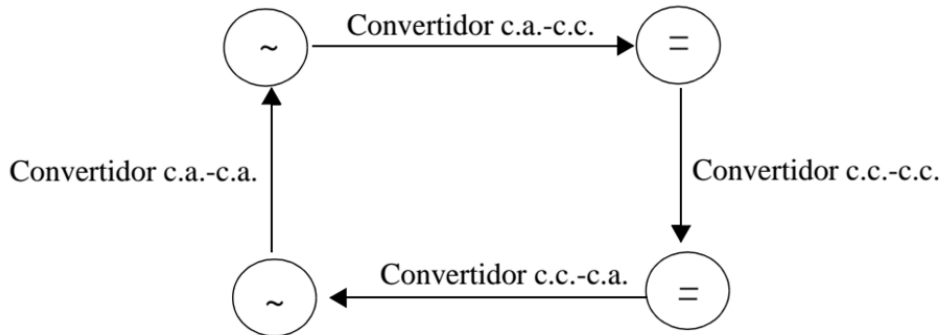 Convertidor c.a.-c.c.
~
=
Convertidor c.a.-c.a.
Convertidor c.c.-c.c.
Convertidor c.c.-c.a.
~
=